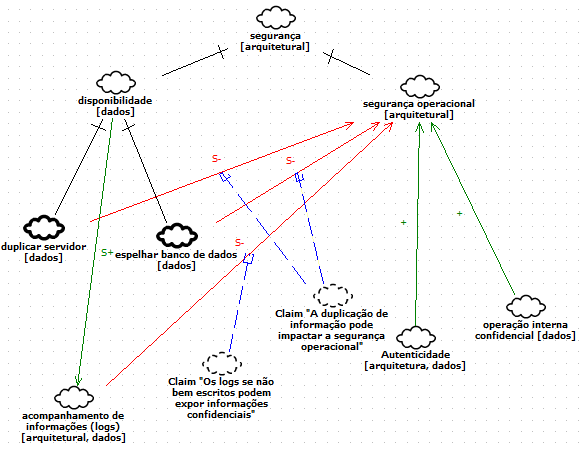 segurança
[arquitetural]
disponibilidade
[dados]
segurança operacional
[arquitetural]
S-
S-
duplicar servidor
[dados]
espelhar banco de dados
[dados]
S-
S+
+
+
Claim "A duplicação de
informação pode
impactar a segurança
operacional"
operação interna
confidencial [dados]
Autenticidade
[arquitetura, dados]
Claim "Os logs se não
bem escritos podem
expor informações
confidenciais"
acompanhamento de
informações (logs)
[arquitetural, dados]